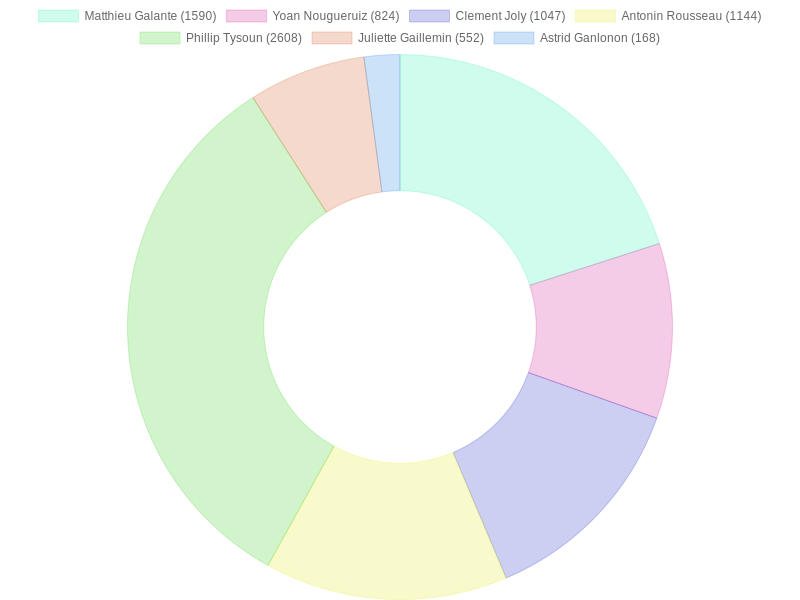 Matthieu Galante (1590) Yoan Nougueruiz (824) Clement Joly (1047) Antonin Rousseau (1144)
Phillip Tysoun (2608) Juliette Gaillemin (552) Astrid Ganlonon (168)